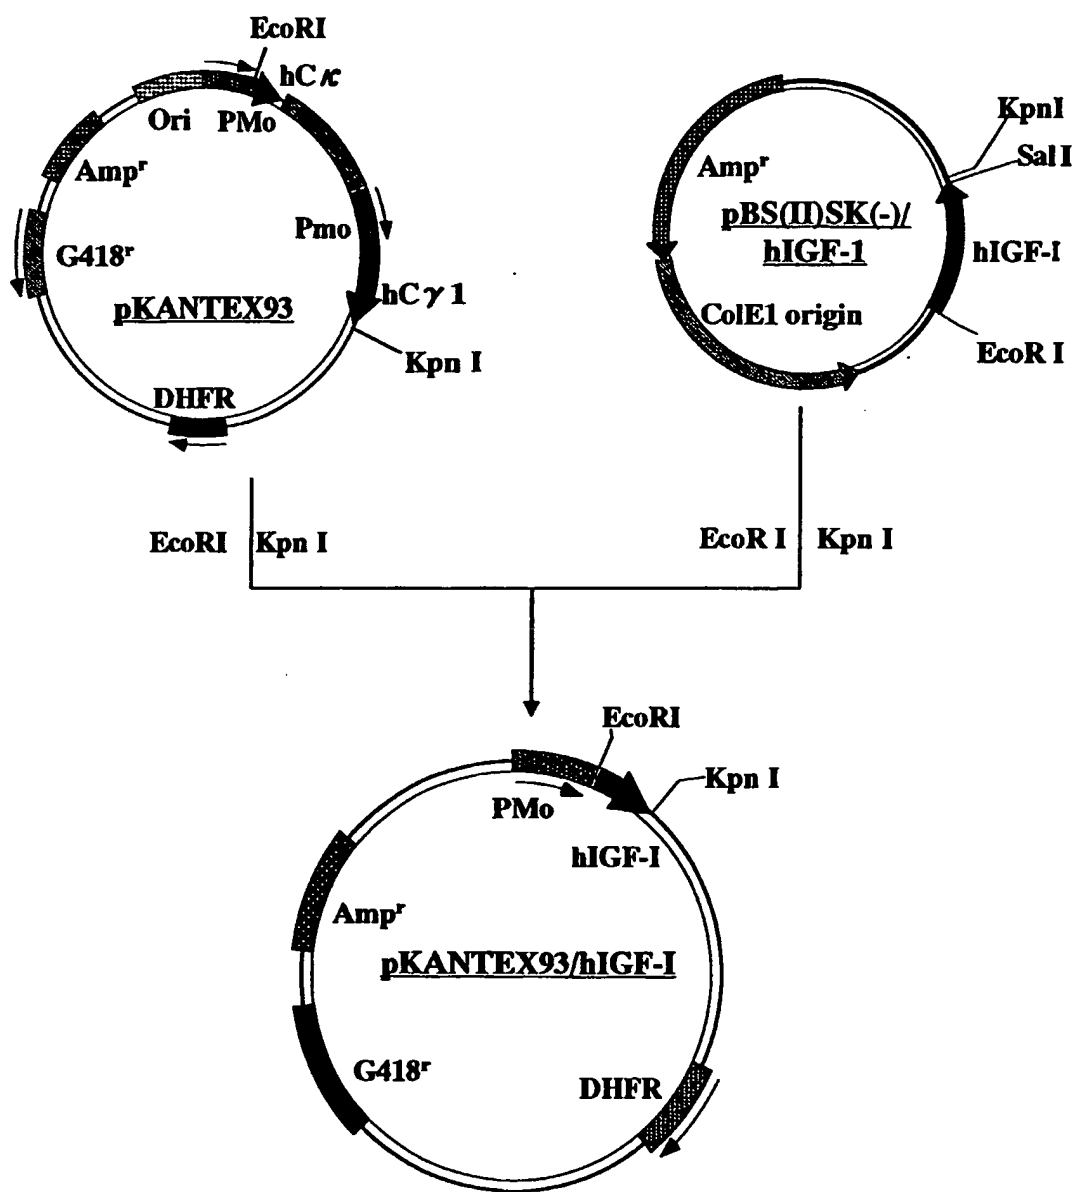 EcoRI
hCκ
Ori
PMo
Ampʳ
G418ʳ
Pmo
pKANTEX93
hCγ1
Kpn I
DHFR
KpnI
Sal I
Ampʳ
pBS(II)SK(-)/
hIGF-1
hIGF-I
ColE1 origin
EcoR I
EcoRI
Kpn I
EcoR I
Kpn I
EcoRI
Kpn I
PMo
hIGF-I
Ampʳ
pKANTEX93/hIGF-I
G418ʳ
DHFR